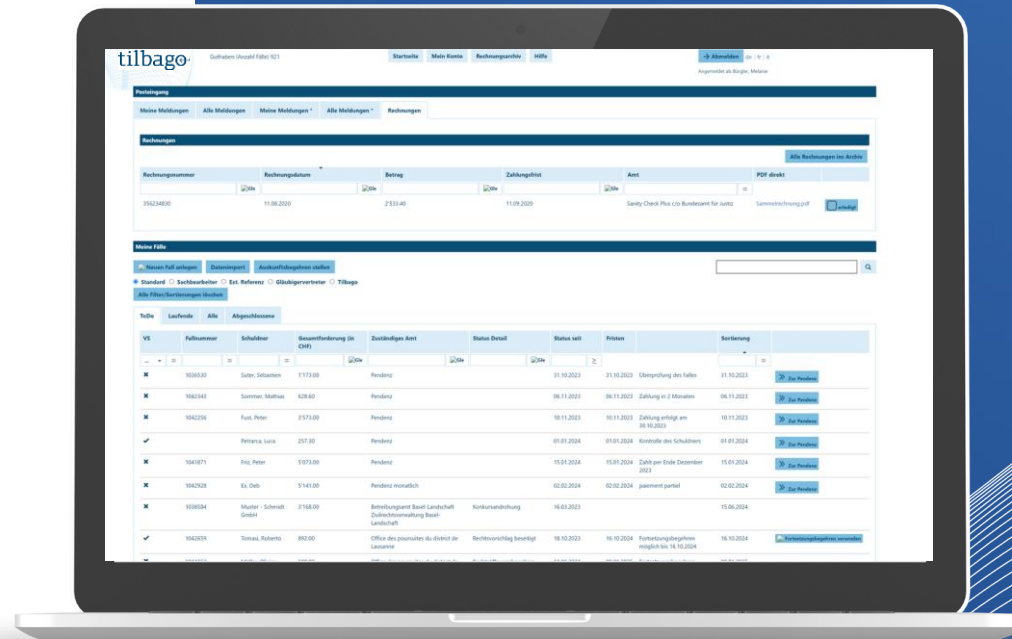 tilbago
Guthaben (Anzahl Fälle) 921
Startseite Mein Konto Rechnungsarchiv Hilfe
Abmelden de fr it
Angemeldet als Bürgler, Melanie
Posteingang
Meine Meldungen Alle Meldungen Meine Meldungen * Alle Meldungen * Rechnungen
Rechnungen
Alle Rechnungen im Archiv
Rechnungsnummer Rechnungsdatum Betrag Zahlungsfrist Amt PDF direkt
356234830 11.08.2020 2'533.40 11.09.2020 Sanity Check Plus c/o Bundesamt für Justiz Sammelrechnung.pdf erledigt
Meine Fälle
Neuen Fall anlegen Datenimport Auskunftsbegehren stellen
Standard Sachbearbeiter Ext. Referenz Gläubigervertreter Tilbago
Alle Filter/Sortierungen löschen
ToDo Laufende Alle Abgeschlossene
VS Fallnummer Schuldner Gesamtforderung (in CHF) Zuständiges Amt Status Detail Status seit Fristen Sortierung
1036530 Suter, Sébastien 1'173.00 Pendenz 31.10.2023 31.10.2023 Überprüfung des Falles 31.10.2023 Zur Pendenz
1042343 Sommer, Mathias 628.60 Pendenz 06.11.2023 06.11.2023 Zahlung in 2 Monaten 06.11.2023 Zur Pendenz
1042256 Fust, Peter 3'573.00 Pendenz 10.11.2023 10.11.2023 Zahlung erfolgt am 30.10.2023 10.11.2023 Zur Pendenz
Petrarca, Luca 257.30 Pendenz 01.01.2024 01.01.2024 Kontrolle des Schuldners 01.01.2024 Zur Pendenz
1041871 Friz, Peter 5'073.00 Pendenz 15.01.2024 15.01.2024 Zahlt per Ende Dezember 2023 15.01.2024 Zur Pendenz
1042928 Ex, Deb 5'141.00 Pendenz monatlich 02.02.2024 02.02.2024 paiement partiel 02.02.2024 Zur Pendenz
1038084 Muster - Schmidt GmbH 2'168.00 Betreibungsamt Basel-Landschaft Zivilrechtsverwaltung Basel-Landschaft Konkursandrohung 16.03.2023 15.06.2024
1042659 Tomasi, Roberto 892.00 Office des poursuites du district de Lausanne Rechtsvorschlag beseitigt 18.10.2023 16.10.2024 Fortsetzungsbegehren möglich bis 16.10.2024 16.10.2024 Fortsetzungsbegehren versenden